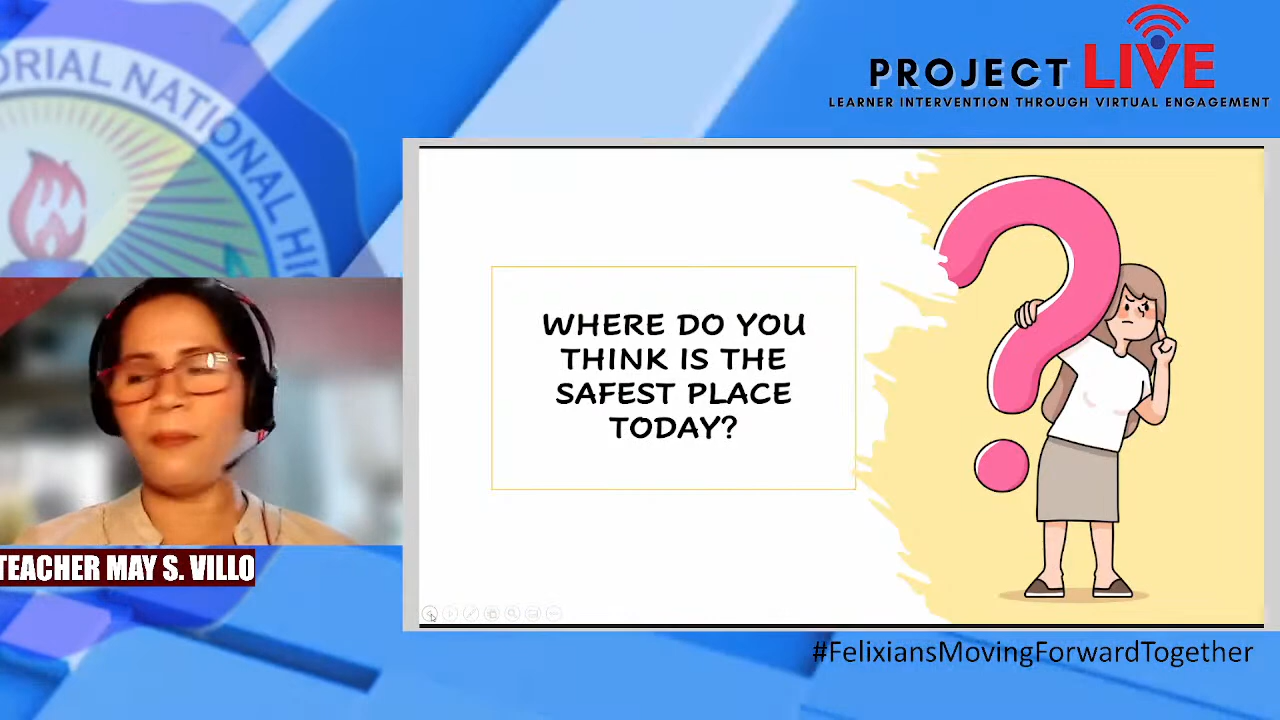 ORIAL NATIONAL HI
PROJECT LIVE
LEARNER INTERVENTION THROUGH VIRTUAL ENGAGEMENT
WHERE DO YOU
THINK IS THE
SAFEST PLACE
TODAY?
TEACHER MAY S. VILLO
#FelixiansMovingForwardTogether